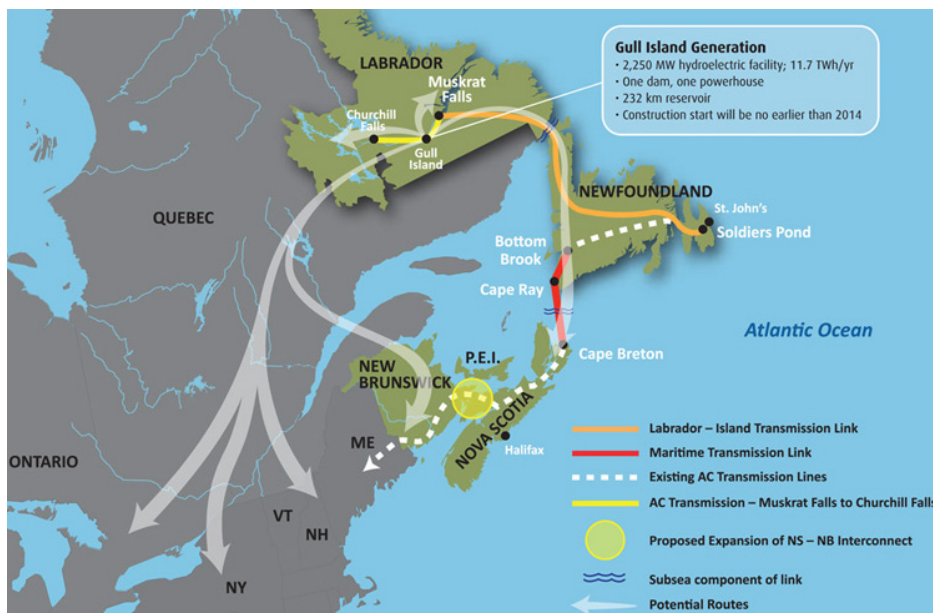 Gull Island Generation
• 2,250 MW hydroelectric facility; 11.7 TWh/yr
• One dam, one powerhouse
• 232 km reservoir
• Construction start will be no earlier than 2014
LABRADOR
Muskrat
Falls
Churchill
Falls
Gull
Island
QUEBEC
NEWFOUNDLAND
St. John's
Soldiers Pond
Bottom
Brook
Cape Ray
Atlantic Ocean
Cape Breton
P.E.I.
NEW
BRUNSWICK
NOVA SCOTIA
Halifax
ME
ONTARIO
VT
NH
NY
Labrador – Island Transmission Link
Maritime Transmission Link
Existing AC Transmission Lines
AC Transmission – Muskrat Falls to Churchill Falls
Proposed Expansion of NS – NB Interconnect
Subsea component of link
Potential Routes